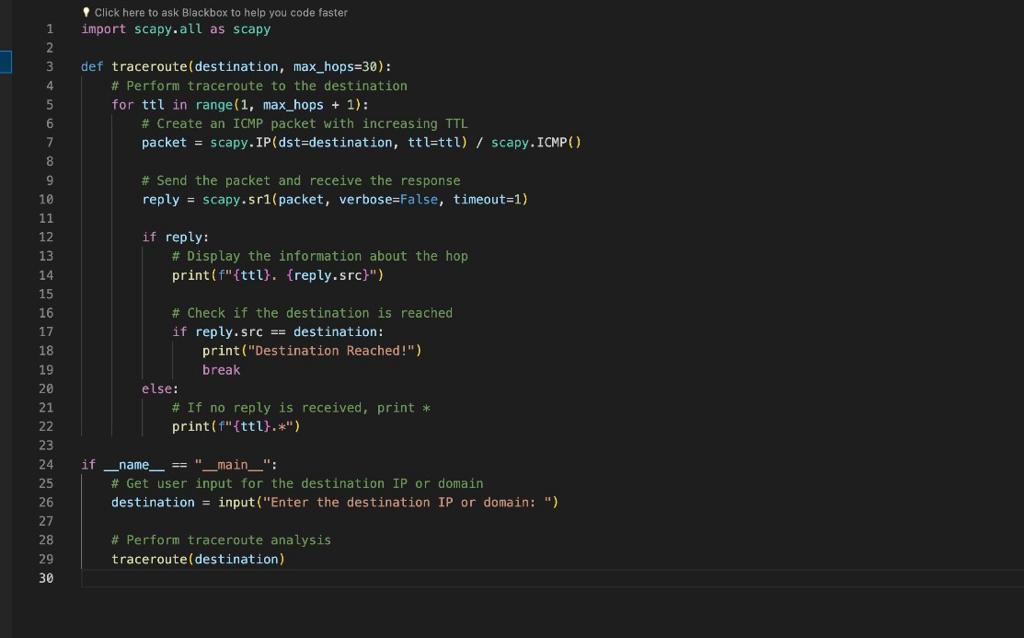 Click here to ask Blackbox to help you code faster
1 import scapy.all as scapy
2
3 def traceroute(destination, max_hops=30):
4     # Perform traceroute to the destination
5     for ttl in range(1, max_hops + 1):
6         # Create an ICMP packet with increasing TTL
7         packet = scapy.IP(dst=destination, ttl=ttl) / scapy.ICMP()
8
9         # Send the packet and receive the response
10         reply = scapy.sr1(packet, verbose=False, timeout=1)
11
12         if reply:
13             # Display the information about the hop
14             print(f"{ttl}. {reply.src}")
15
16             # Check if the destination is reached
17             if reply.src == destination:
18                 print("Destination Reached!")
19                 break
20         else:
21             # If no reply is received, print *
22             print(f"{ttl}.*")
23
24 if __name__ == "__main__":
25     # Get user input for the destination IP or domain
26     destination = input("Enter the destination IP or domain: ")
27
28     # Perform traceroute analysis
29     traceroute(destination)
30